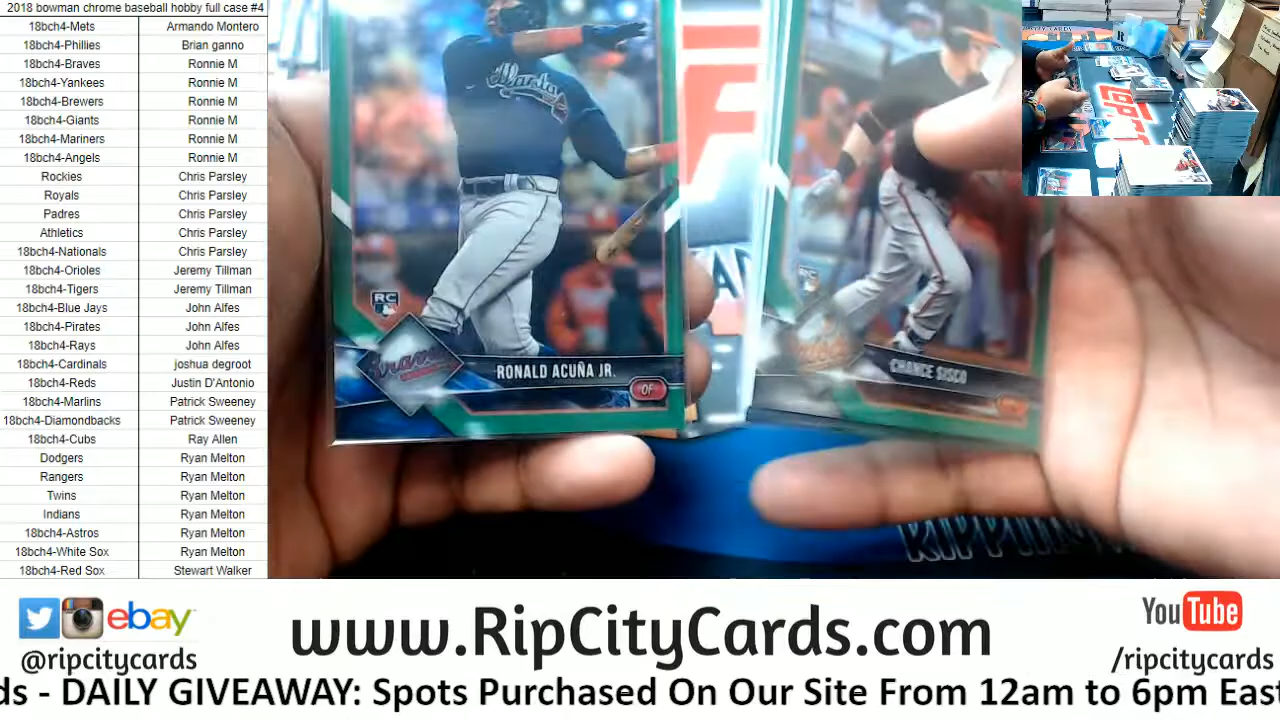 2018 bowman chrome baseball hobby full case #4
18bch4-Mets Armando Montero
18bch4-Phillies Brian ganno
18bch4-Braves Ronnie M
18bch4-Yankees Ronnie M
18bch4-Brewers Ronnie M
18bch4-Giants Ronnie M
18bch4-Mariners Ronnie M
18bch4-Angels Ronnie M
Rockies Chris Parsley
Royals Chris Parsley
Padres Chris Parsley
Athletics Chris Parsley
18bch4-Nationals Chris Parsley
18bch4-Orioles Jeremy Tillman
18bch4-Tigers Jeremy Tillman
18bch4-Blue Jays John Alfes
18bch4-Pirates John Alfes
18bch4-Rays John Alfes
18bch4-Cardinals joshua degroot
18bch4-Reds Justin D'Antonio
18bch4-Marlins Patrick Sweeney
18bch4-Diamondbacks Patrick Sweeney
18bch4-Cubs Ray Allen
Dodgers Ryan Melton
Rangers Ryan Melton
Twins Ryan Melton
Indians Ryan Melton
18bch4-Astros Ryan Melton
18bch4-White Sox Ryan Melton
18bch4-Red Sox Stewart Walker
Atlanta
RC
Braves
RONALD ACUÑA JR.
OF
RC
CHANCE SISCO
Topps
ebay
@ripcitycards
www.RipCityCards.com
YouTube
/ripcitycards
ds - DAILY GIVEAWAY: Spots Purchased On Our Site From 12am to 6pm East